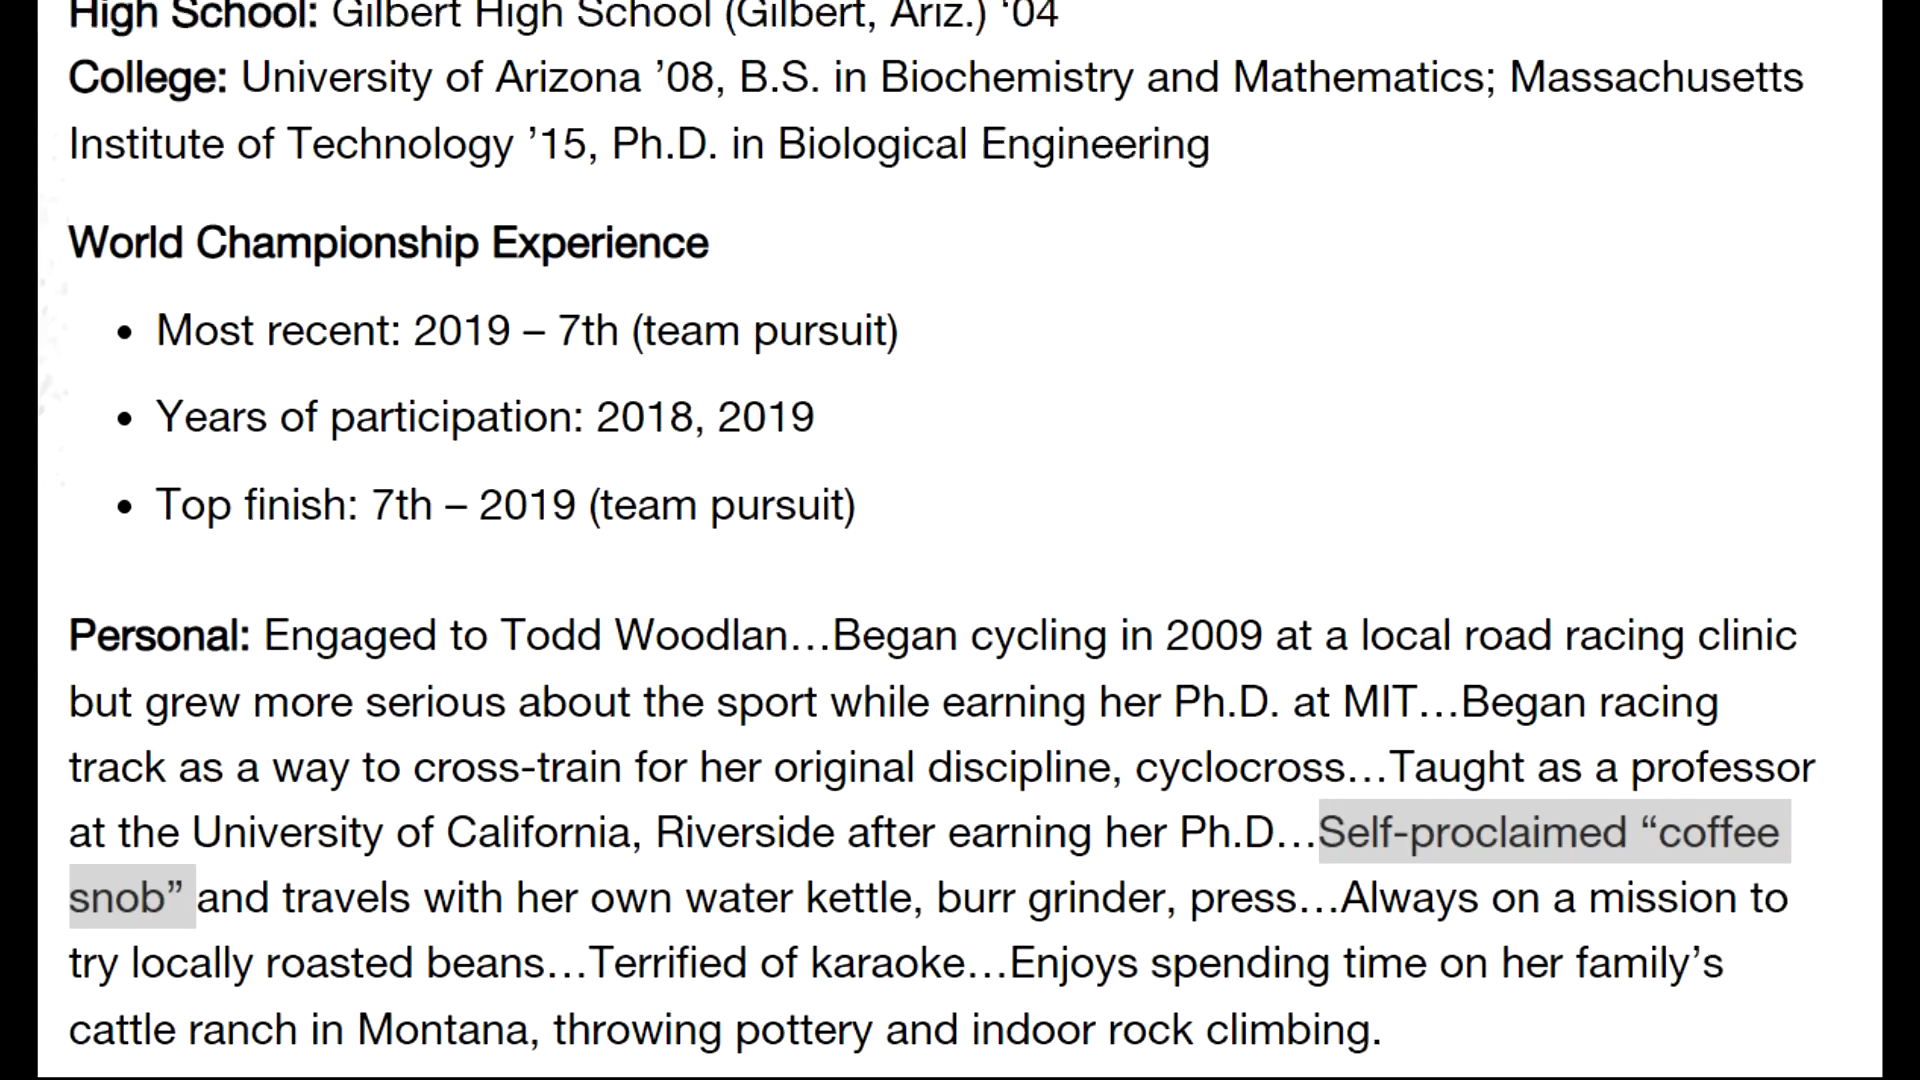 High School: Gilbert High School (Gilbert, Ariz.) ‘04
College: University of Arizona ’08, B.S. in Biochemistry and Mathematics; Massachusetts
Institute of Technology ’15, Ph.D. in Biological Engineering
World Championship Experience
• Most recent: 2019 – 7th (team pursuit)
• Years of participation: 2018, 2019
• Top finish: 7th – 2019 (team pursuit)
Personal: Engaged to Todd Woodlan…Began cycling in 2009 at a local road racing clinic
but grew more serious about the sport while earning her Ph.D. at MIT…Began racing
track as a way to cross-train for her original discipline, cyclocross…Taught as a professor
at the University of California, Riverside after earning her Ph.D…Self-proclaimed “coffee
snob” and travels with her own water kettle, burr grinder, press…Always on a mission to
try locally roasted beans…Terrified of karaoke…Enjoys spending time on her family’s
cattle ranch in Montana, throwing pottery and indoor rock climbing.